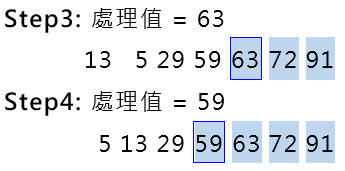 Step3: 處理值 = 63
13 5 29 59 63 72 91
Step4: 處理值 = 59
5 13 29 59 63 72 91